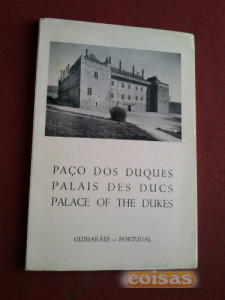 PAÇO DOS DUQUES
PALAIS DES DUCS
PALACE OF THE DUKES
GUIMARÃES — PORTUGAL
coisas